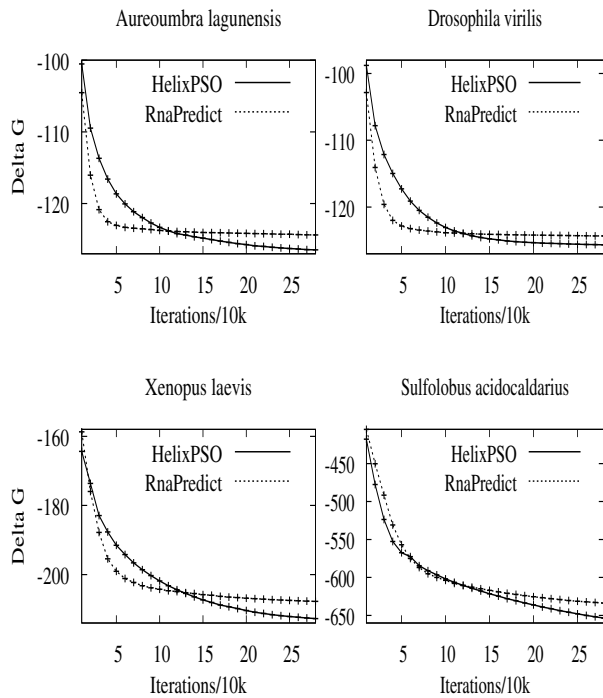 Aureoumbra lagunensis
Drosophila virilis
Delta G
-100
-110
-120
HelixPSO
RnaPredict
5 10 15 20 25
Iterations/10k
-100
-110
-120
HelixPSO
RnaPredict
5 10 15 20 25
Iterations/10k
Xenopus laevis
Sulfolobus acidocaldarius
Delta G
-160
-180
-200
HelixPSO
RnaPredict
5 10 15 20 25
Iterations/10k
-450
-500
-550
-600
-650
HelixPSO
RnaPredict
5 10 15 20 25
Iterations/10k